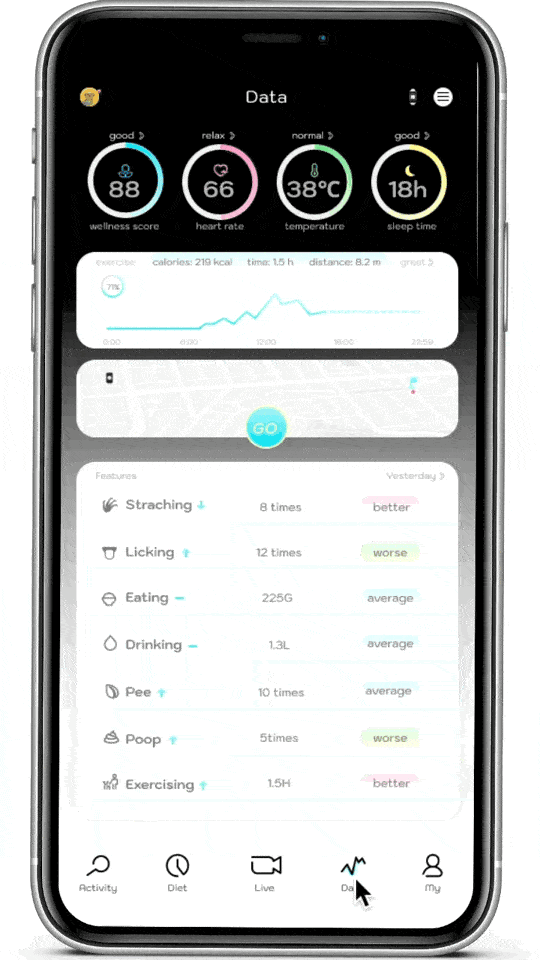 Data
good relax normal good
88 66 38°C 18h
wellness score heart rate temperature sleep time
exercise calories: 219 kcal time: 1.5 h distance: 8.2 m great
71%
0:00 6:00 12:00 18:00 23:59
GO
Features Yesterday
Straching 8 times better
Licking 12 times worse
Eating 225G average
Drinking 1.3L average
Pee 10 times average
Poop 5times worse
Exercising 1.5H better
Activity Diet Live Da My